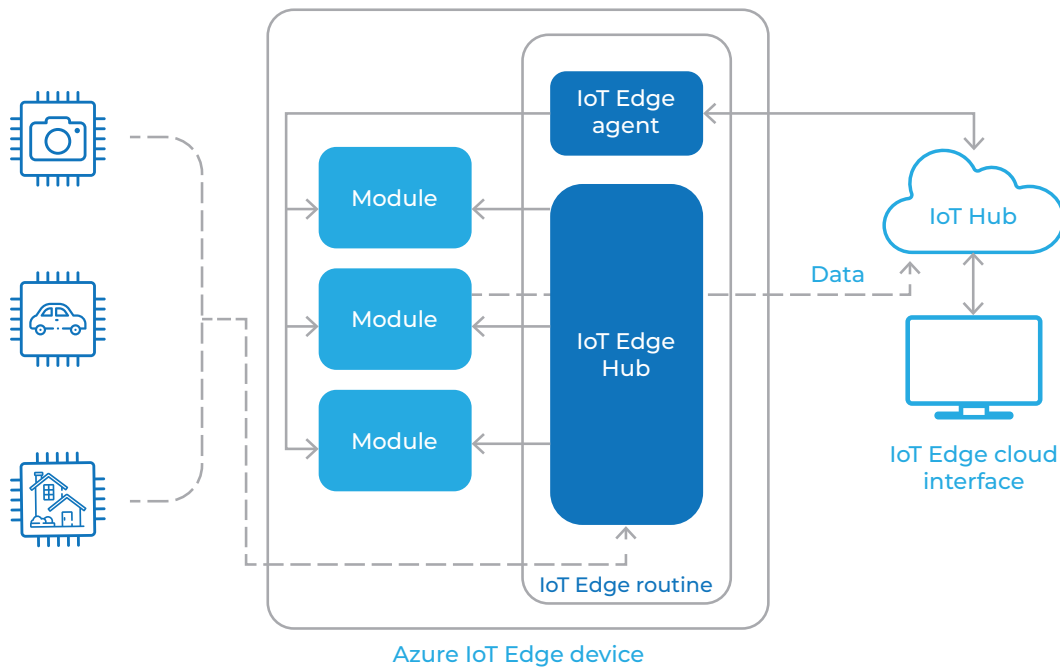 IoT Edge
agent
Module
IoT Hub
Data
Module
IoT Edge
Hub
Module
IoT Edge cloud
interface
IoT Edge routine
Azure IoT Edge device